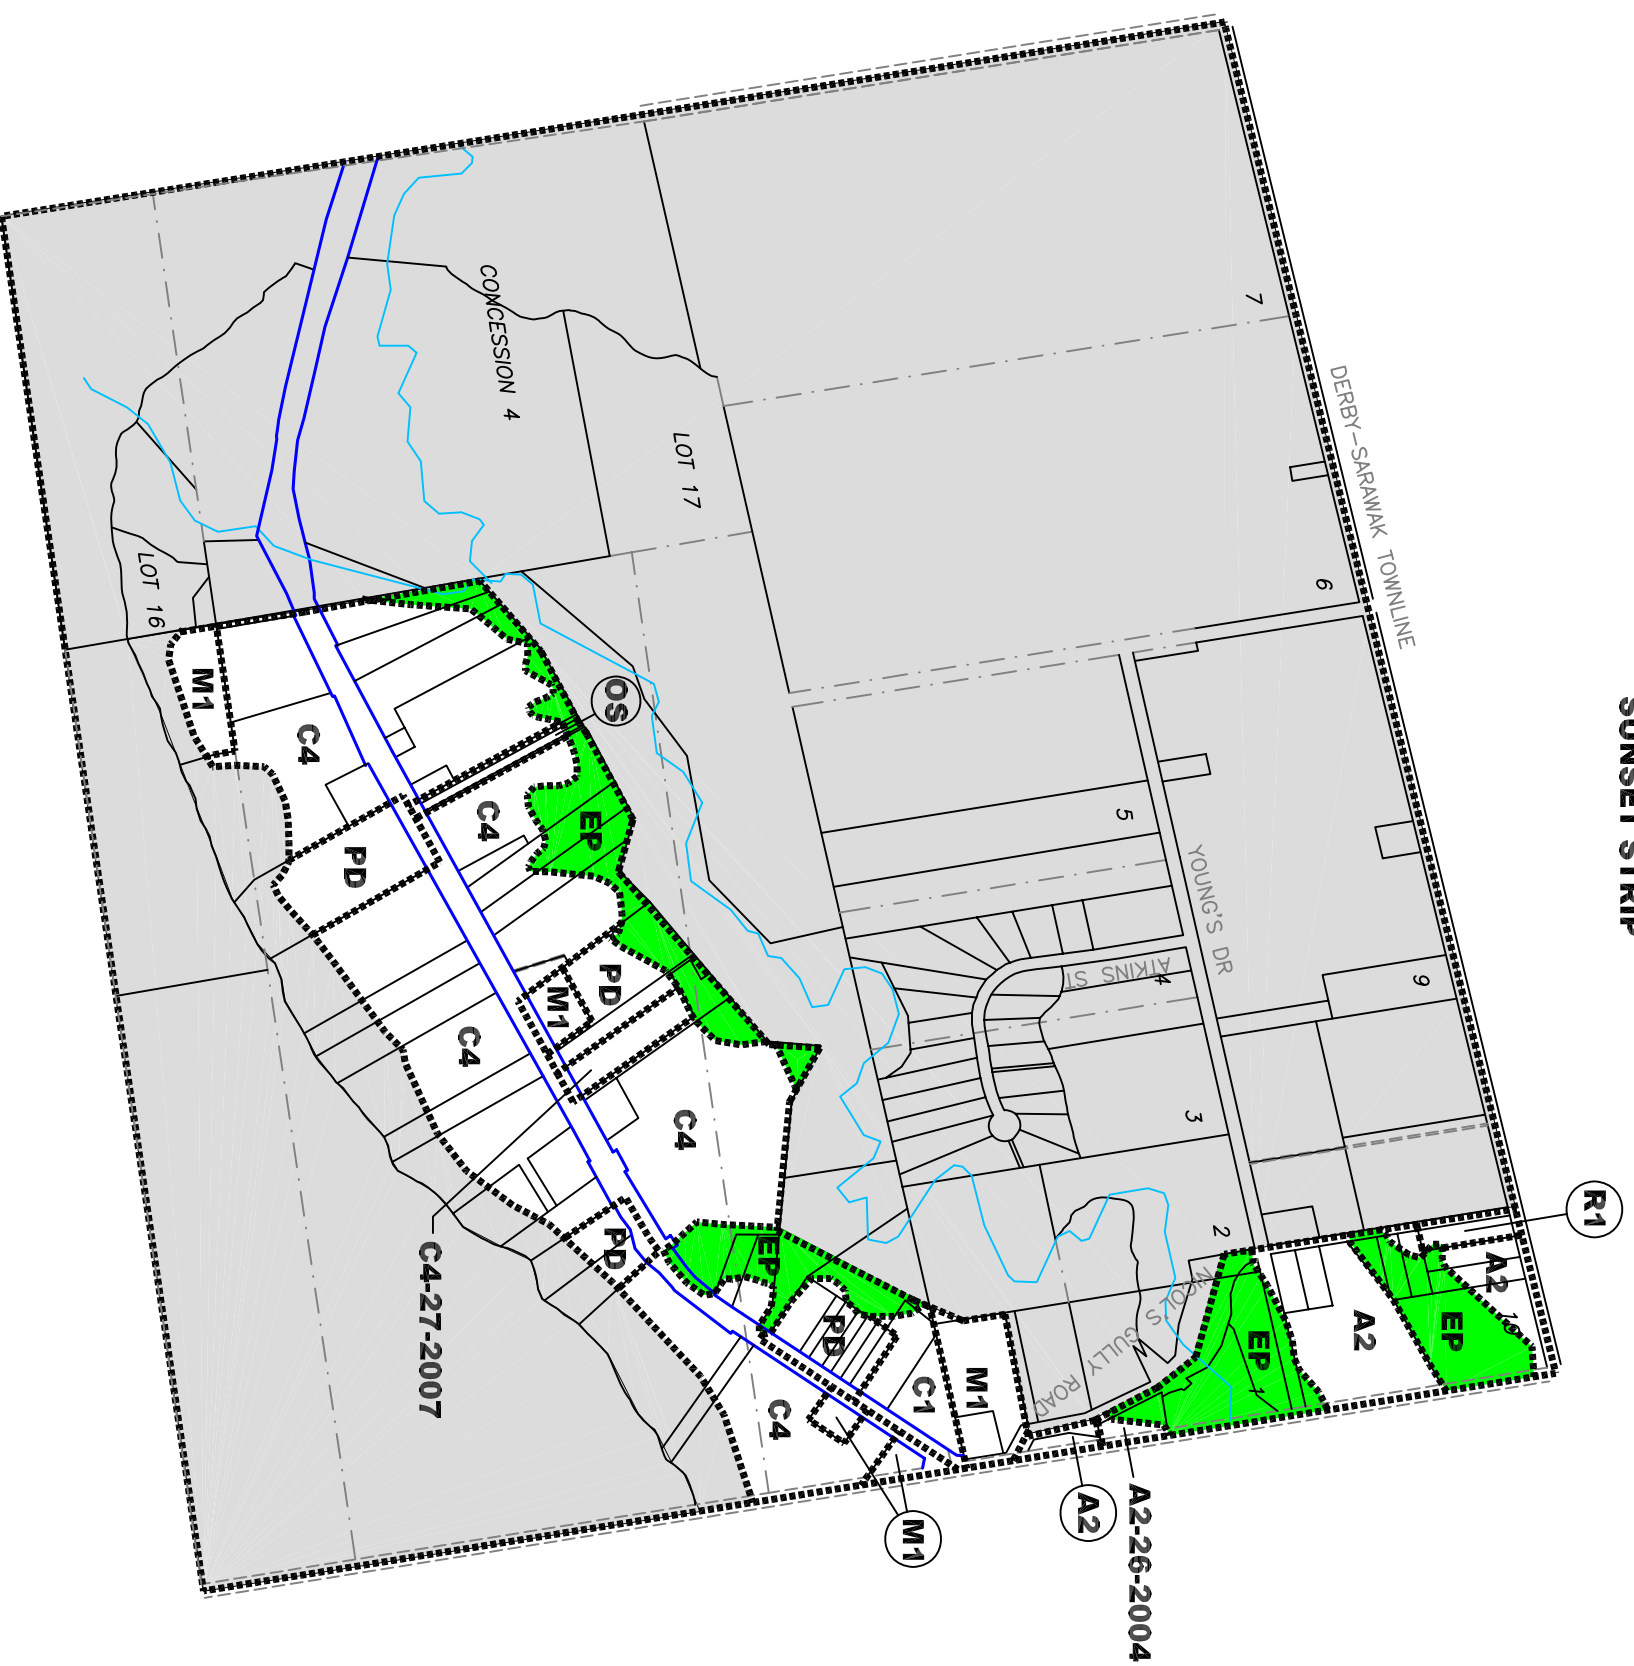 SUNSET STRIP
DERBY-SARAWAK TOWNLINE
7
6
9
10
R1
A2
EP
A2
EP
1
2
3
4
5
YOUNG'S DR
ATKINS ST
NICOL'S GULLY ROAD
A2-26-2004
A2
M1
M1
C1
PD
C4
EP
C4
OS
EP
C4
PD
M1
C4
PD
PD
C4
M1
C4-27-2007
CONCESSION 4
LOT 17
LOT 16